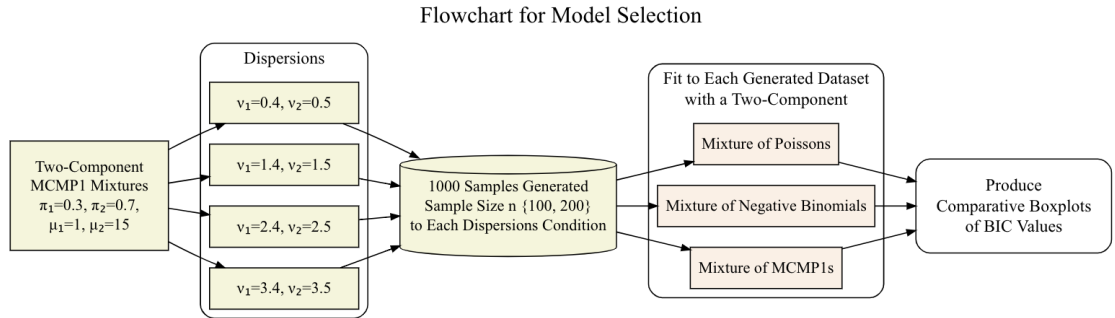 Flowchart for Model Selection
Two-Component
MCMP1 Mixtures
π₁=0.3, π₂=0.7,
μ₁=1, μ₂=15
Dispersions
ν₁=0.4, ν₂=0.5
ν₁=1.4, ν₂=1.5
ν₁=2.4, ν₂=2.5
ν₁=3.4, ν₂=3.5
1000 Samples Generated
Sample Size n {100, 200}
to Each Dispersions Condition
Fit to Each Generated Dataset
with a Two-Component
Mixture of Poissons
Mixture of Negative Binomials
Mixture of MCMP1s
Produce
Comparative Boxplots
of BIC Values